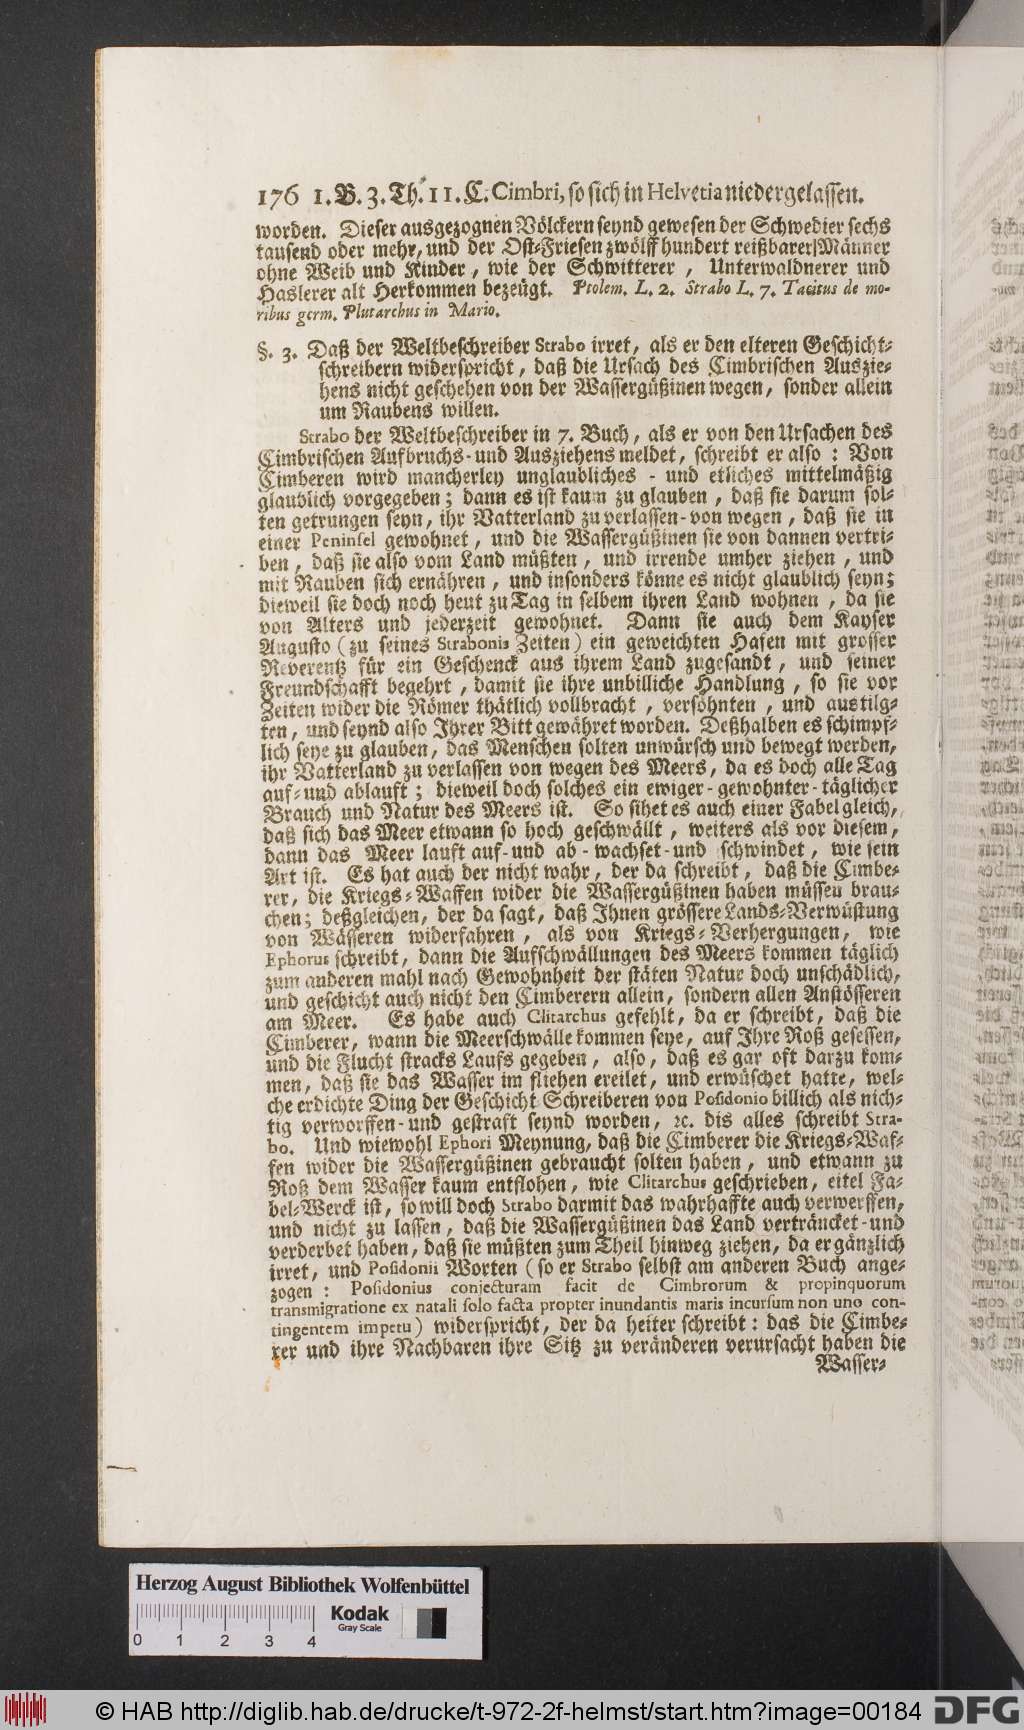 176 1. B. 3. Th. 11. C. Cimbri, so sich in Helvetia niedergelassen.
worden. Dieser ausgezognen Völckern seynd gewesen der Schwedier sechs
tausend oder mehr, und der Ost-Friesen zwölff hundert reißbarer Männer
ohne Weib und Kinder, wie der Schwitterer, Unterwaldnerer und
Haslerer alt Herkommen bezeügt. Ptolem. L. 2. Strabo L. 7. Tacitus de mo-
ribus germ. Plutarchus in Mario.
§. 3. Daß der Weltbeschreiber Strabo irret, als er den elteren Geschicht-
schreibern widerspricht, daß die Ursach des Cimbrischen Auszie-
hens nicht geschehen von der Wassergüßinen wegen, sonder allein
um Raubens willen.
Strabo der Weltbeschreiber in 7. Buch, als er von den Ursachen des
Cimbrischen Aufbruchs- und Ausziehens meldet, schreibt er also: Von
Cimberen wird mancherley unglaubliches - und etliches mittelmäßig
glaublich vorgegeben; dann es ist kaum zu glauben, daß sie darum sol-
ten getrungen seyn, ihr Vatterland zu verlassen - von wegen, daß sie in
einer Peninsel gewohnet, und die Wassergüßinen sie von dannen vertri-
ben, daß sie also vom Land müßten, und irrende umher ziehen, und
mit Rauben sich ernähren, und insonders könne es nicht glaublich seyn;
dieweil sie doch noch heut zu Tag in selbem ihren Land wohnen, da sie
von Alters und jederzeit gewohnet. Dann sie auch dem Kayser
Augusto (zu seines Strabonis Zeiten) ein geweichten Hafen mit grosser
Reverentz für ein Geschenck aus ihrem Land zugesandt, und seiner
Freundschafft begehrt, damit sie ihre unbilliche Handlung, so sie vor
Zeiten wider die Römer thätlich vollbracht, versöhnten, und austilg-
ten, und seynd also Ihrer Bitt gewähret worden. Deßhalben es schimpf-
lich seye zu glauben, das Menschen solten unwürsch und bewegt werden,
ihr Vatterland zu verlassen von wegen des Meers, da es doch alle Tag
auf- und ablauft; dieweil doch solches ein ewiger - gewohnter - täglicher
Brauch und Natur des Meers ist. So sihet es auch einer Fabel gleich,
daß sich das Meer etwann so hoch geschwällt, weiters als vor diesem,
dann das Meer lauft auf- und ab - wachset - und schwindet, wie sein
Art ist. Es hat auch der nicht wahr, der da schreibt, daß die Cimbe-
rer, die Kriegs-Waffen wider die Wassergüßinen haben müssen brau-
chen; deßgleichen, der da sagt, daß Ihnen grössere Lands-Verwüstung
von Wässeren widerfahren, als von Kriegs-Verhergungen, wie
Ephorus schreibt, dann die Aufschwällungen des Meers kommen täglich
zum anderen mahl nach Gewohnheit der stäten Natur doch unschädlich,
und geschicht auch nicht den Cimberern allein, sondern allen Anstösseren
am Meer. Es habe auch Clitarchus gefehlt, da er schreibt, daß die
Cimberer, wann die Meerschwälle kommen seye, auf Ihre Roß gesessen,
und die Flucht stracks Laufs gegeben, also, daß es gar oft darzu kom-
men, daß sie das Wasser im fliehen ereilet, und erwüschet hatte, wel-
che erdichte Ding der Geschicht-Schreiberen von Posidonio billich als nich-
tig verworffen - und gestraft seynd worden, ꝛc. dis alles schreibt Stra-
bo. Und wiewohl Ephori Meynung, daß die Cimberer die Kriegs-Waf-
fen wider die Wassergüßinen gebraucht solten haben, und etwann zu
Roß dem Wasser kaum entflohen, wie Clitarchus geschrieben, eitel Fa-
bel-Werck ist, so will doch Strabo darmit das wahrhaffte auch verwerffen,
und nicht zu lassen, daß die Wassergüßinen das Land verträncket - und
verderbet haben, daß sie müßten zum Theil hinweg ziehen, da er gänzlich
irret, und Posidonii Worten (so er Strabo selbst am anderen Buch ange-
zogen: Posidonius conjecturam facit de Cimbrorum & propinquorum
transmigratione ex natali solo facta propter inundantis maris incursum non uno con-
tingentem impetu) widerspricht, der da heiter schreibt: das die Cimbe-
rer und ihre Nachbaren ihre Sitz zu veränderen verursacht haben die
Wasser-
Herzog August Bibliothek Wolfenbüttel
Kodak
Gray Scale
0 1 2 3 4
© HAB http://diglib.hab.de/drucke/t-972-2f-helmst/start.htm?image=00184 DFG